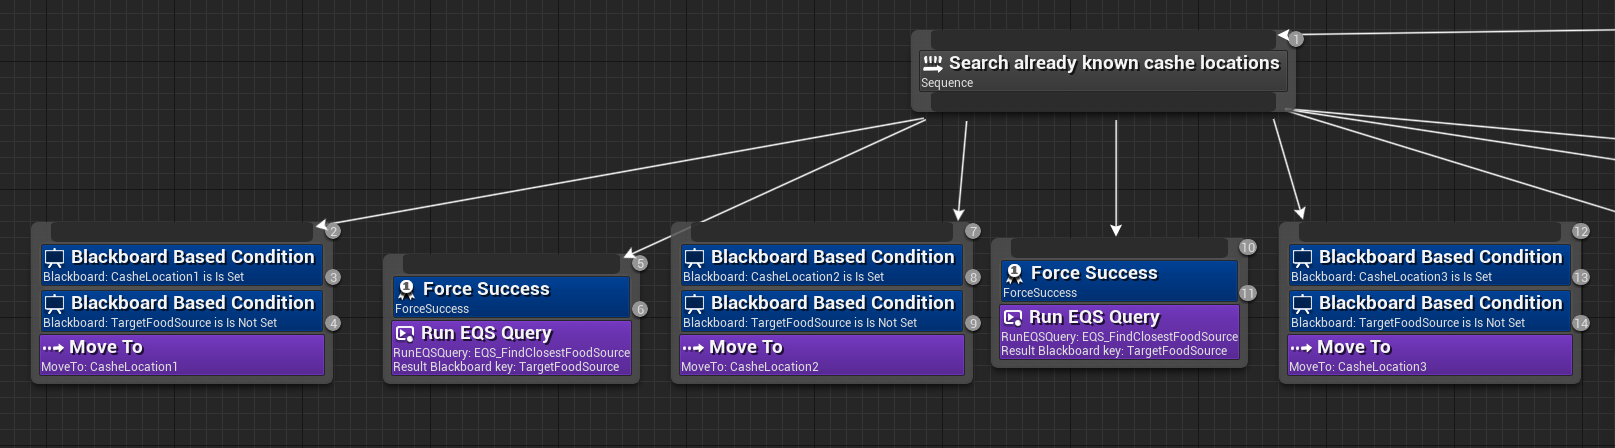 1
Search already known cashe locations
Sequence
2
Blackboard Based Condition
Blackboard: CasheLocation1 is Is Set
3
Blackboard Based Condition
Blackboard: TargetFoodSource is Is Not Set
4
Move To
MoveTo: CasheLocation1
5
1
Force Success
ForceSuccess
6
Run EQS Query
RunEQSQuery: EQS_FindClosestFoodSource
Result Blackboard key: TargetFoodSource
7
Blackboard Based Condition
Blackboard: CasheLocation2 is Is Set
8
Blackboard Based Condition
Blackboard: TargetFoodSource is Is Not Set
9
Move To
MoveTo: CasheLocation2
10
1
Force Success
ForceSuccess
11
Run EQS Query
RunEQSQuery: EQS_FindClosestFoodSource
Result Blackboard key: TargetFoodSource
12
Blackboard Based Condition
Blackboard: CasheLocation3 is Is Set
13
Blackboard Based Condition
Blackboard: TargetFoodSource is Is Not Set
14
Move To
MoveTo: CasheLocation3